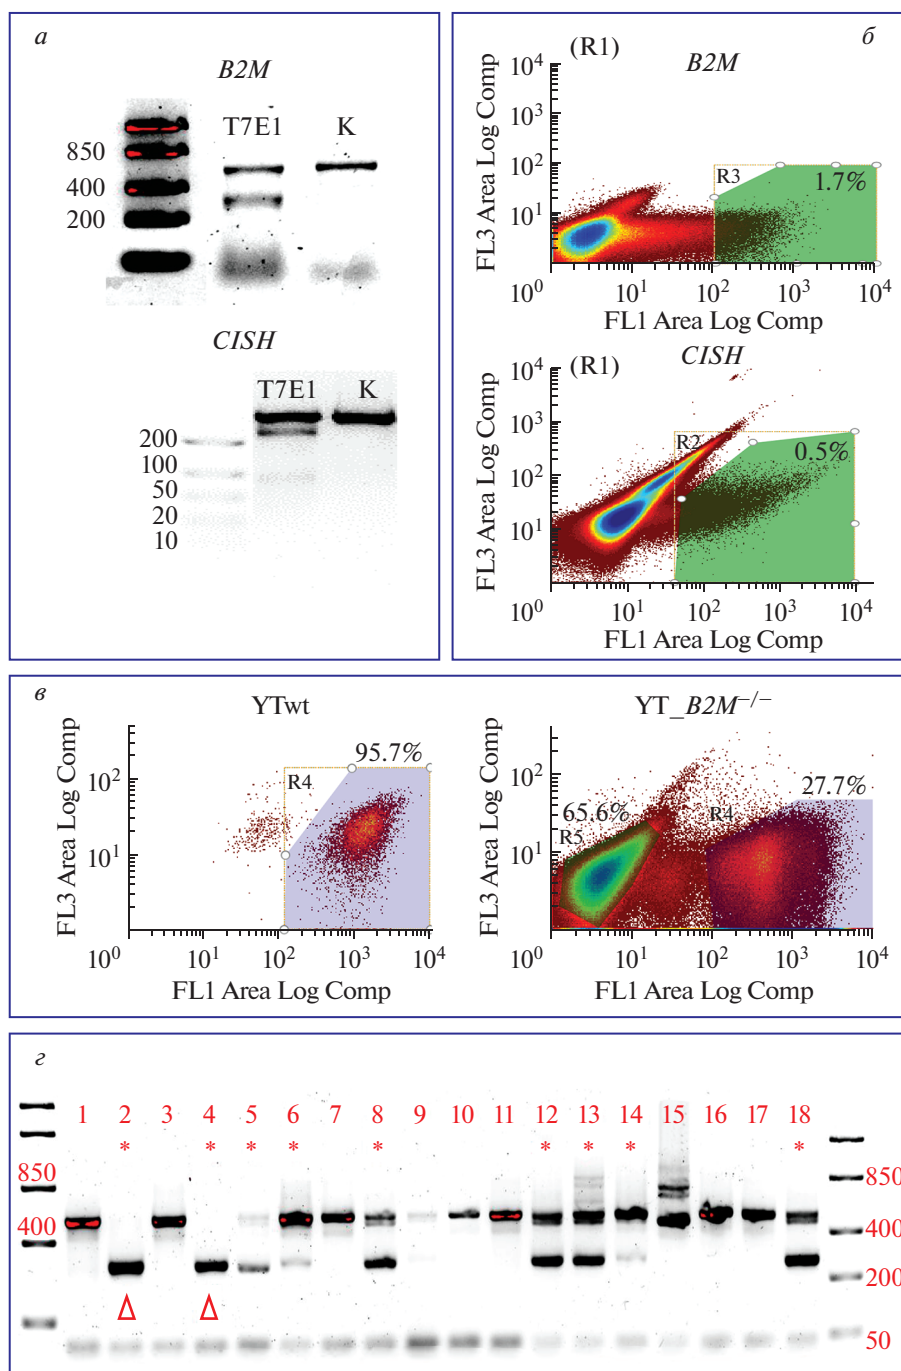 а
B2M
T7E1 K
850
400
200
CISH
T7E1 K
200
100
50
20
10
б
(R1)
B2M
10⁴
10³
10²
10¹
10⁰ 10¹ 10² 10³ 10⁴
R3
1.7%
FL3 Area Log Comp
FL1 Area Log Comp
(R1)
CISH
10⁴
10³
10²
10¹
10⁰ 10¹ 10² 10³ 10⁴
R2
0.5%
FL3 Area Log Comp
FL1 Area Log Comp
в
YTwt
95.7%
R4
10²
10¹
10⁰ 10¹ 10² 10³ 10⁴
FL3 Area Log Comp
FL1 Area Log Comp
YT_B2M⁻/⁻
65.6%
R5
R4
27.7%
10²
10¹
10⁰ 10¹ 10² 10³ 10⁴
FL3 Area Log Comp
FL1 Area Log Comp
г
1 2 3 4 5 6 7 8 9 10 11 12 13 14 15 16 17 18
* * * * * * * * *
850
400
850
400
200
50